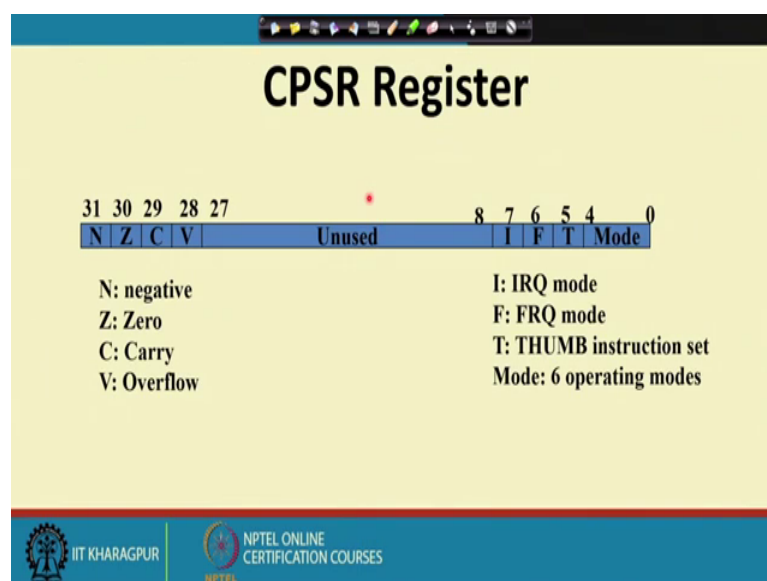 CPSR Register
31 30 29 28 27 8 7 6 5 4 0
N Z C V Unused I F T Mode
N: negative
Z: Zero
C: Carry
V: Overflow
I: IRQ mode
F: FRQ mode
T: THUMB instruction set
Mode: 6 operating modes
IIT KHARAGPUR
NPTEL ONLINE
CERTIFICATION COURSES
NPTEL